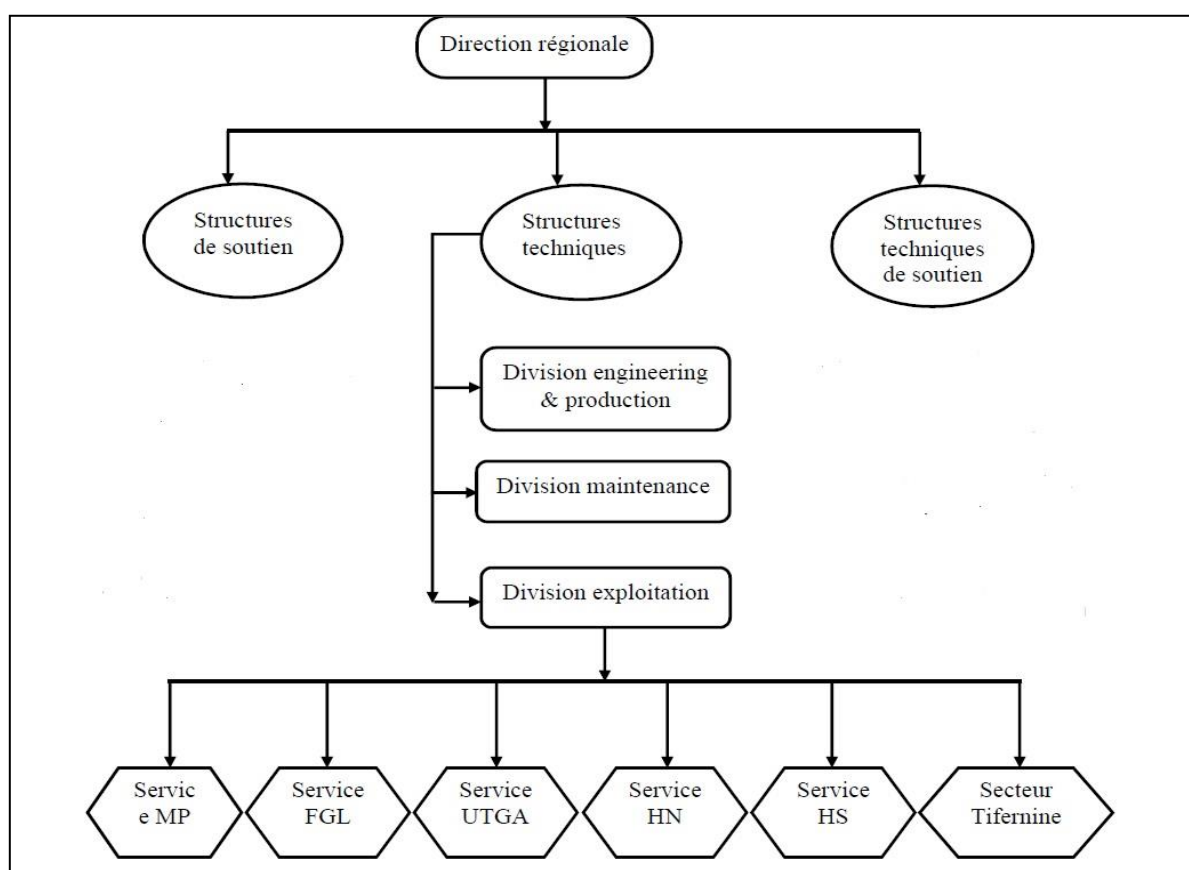 Direction régionale
Structures
de soutien
Structures
techniques
Structures
techniques
de soutien
Division engineering
& production
Division maintenance
Division exploitation
Servic
e MP
Service
FGL
Service
UTGA
Service
HN
Service
HS
Secteur
Tifernine